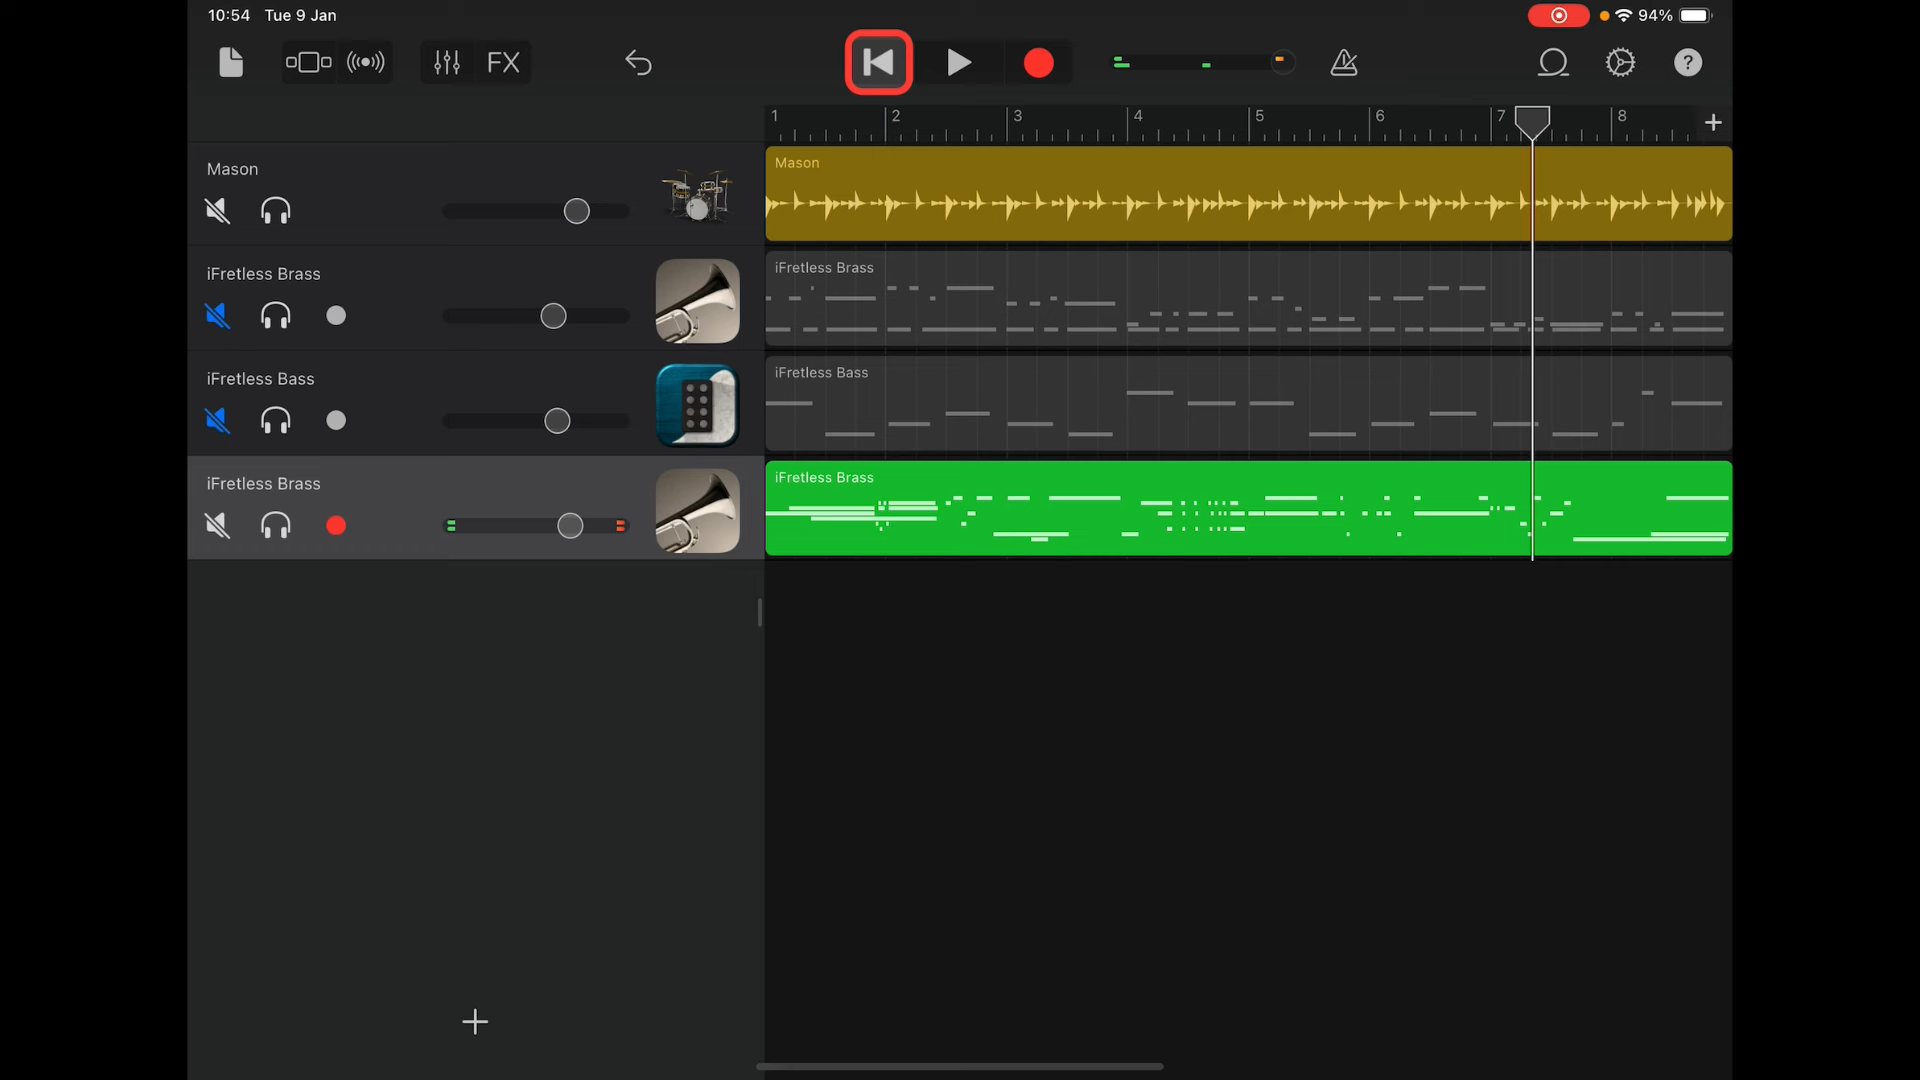 10:54 Tue 9 Jan
94%
FX
?
1 2 3 4 5 6 7 8 +
Mason
Mason
iFretless Brass
iFretless Brass
iFretless Bass
iFretless Bass
iFretless Brass
iFretless Brass
+